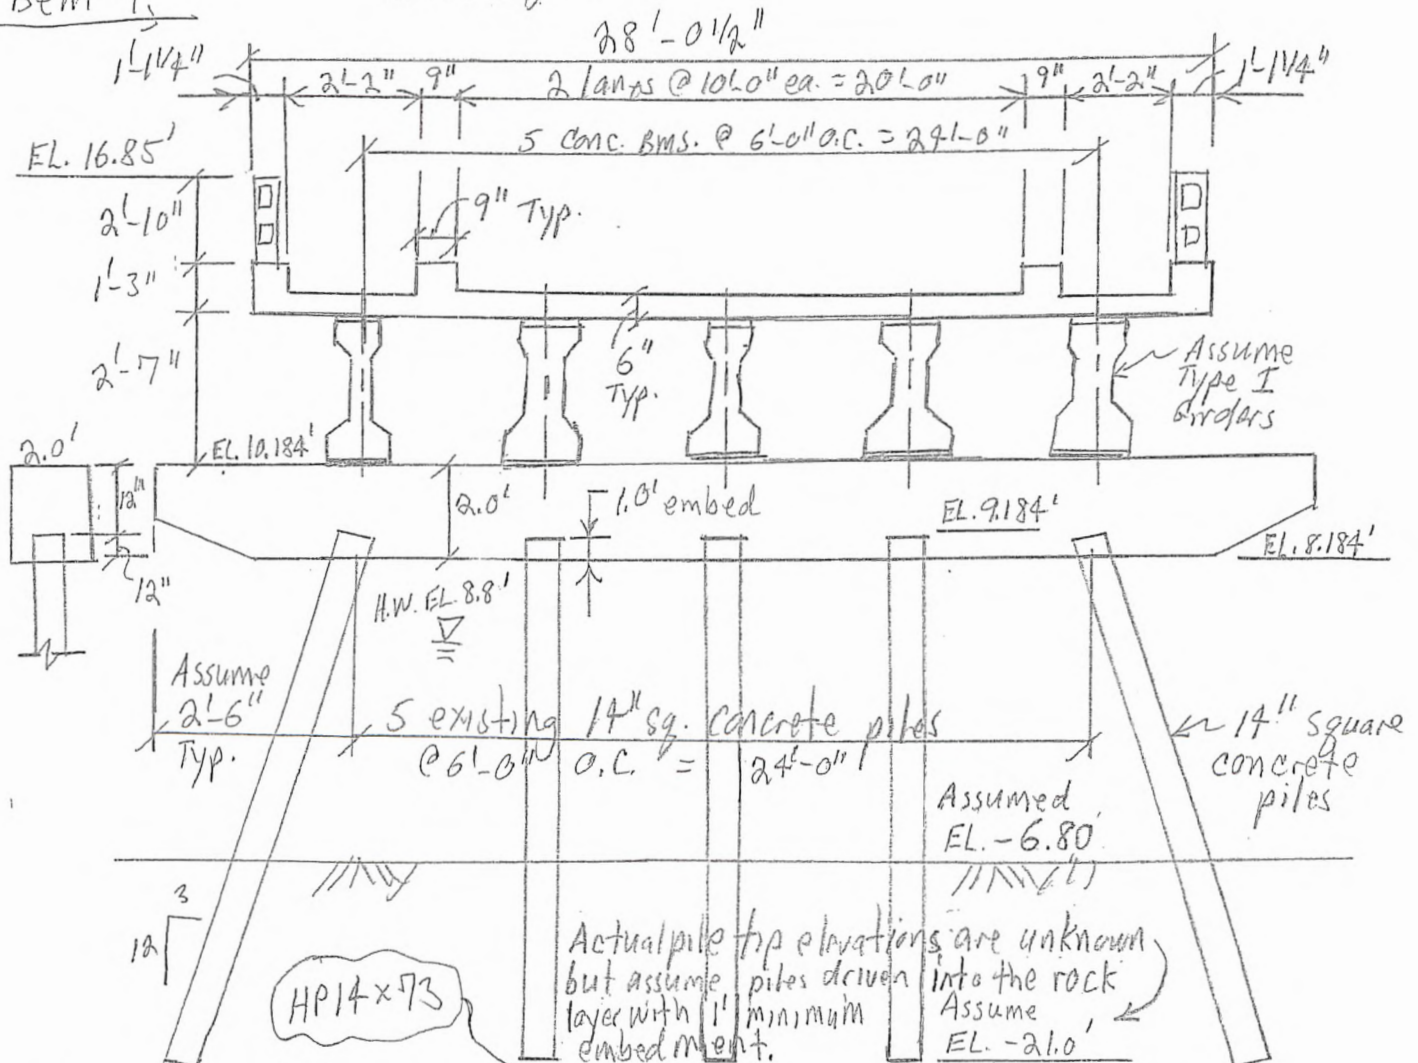 Bent
28'-0 1/2"
1'-1 1/4"
2'-2"
9"
2 lanes @ 10'-0" ea. = 20'-0"
9"
2'-2"
1'-1 1/4"
5 Conc. Bms. @ 6'-0" O.C. = 24'-0"
EL. 16.85'
2'-10"
9" Typ.
1'-3"
2'-7"
6"
Typ.
Assume
Type I
Girders
2.0'
EL. 10.184'
12"
2.0'
1.0' embed
EL. 9.184'
EL. 8.184'
12"
H.W. EL. 8.8'
Assume
2'-6"
Typ.
5 existing 14" sq. concrete piles
@ 6'-0" O.C. = 24'-0"
14" square
concrete
piles
Assumed
EL. -6.80'
3
12
HP14x73
Actual pile tip elevations are unknown
but assume piles driven into the rock
layer with 1' minimum
embedment.
Assume
EL. -21.0'